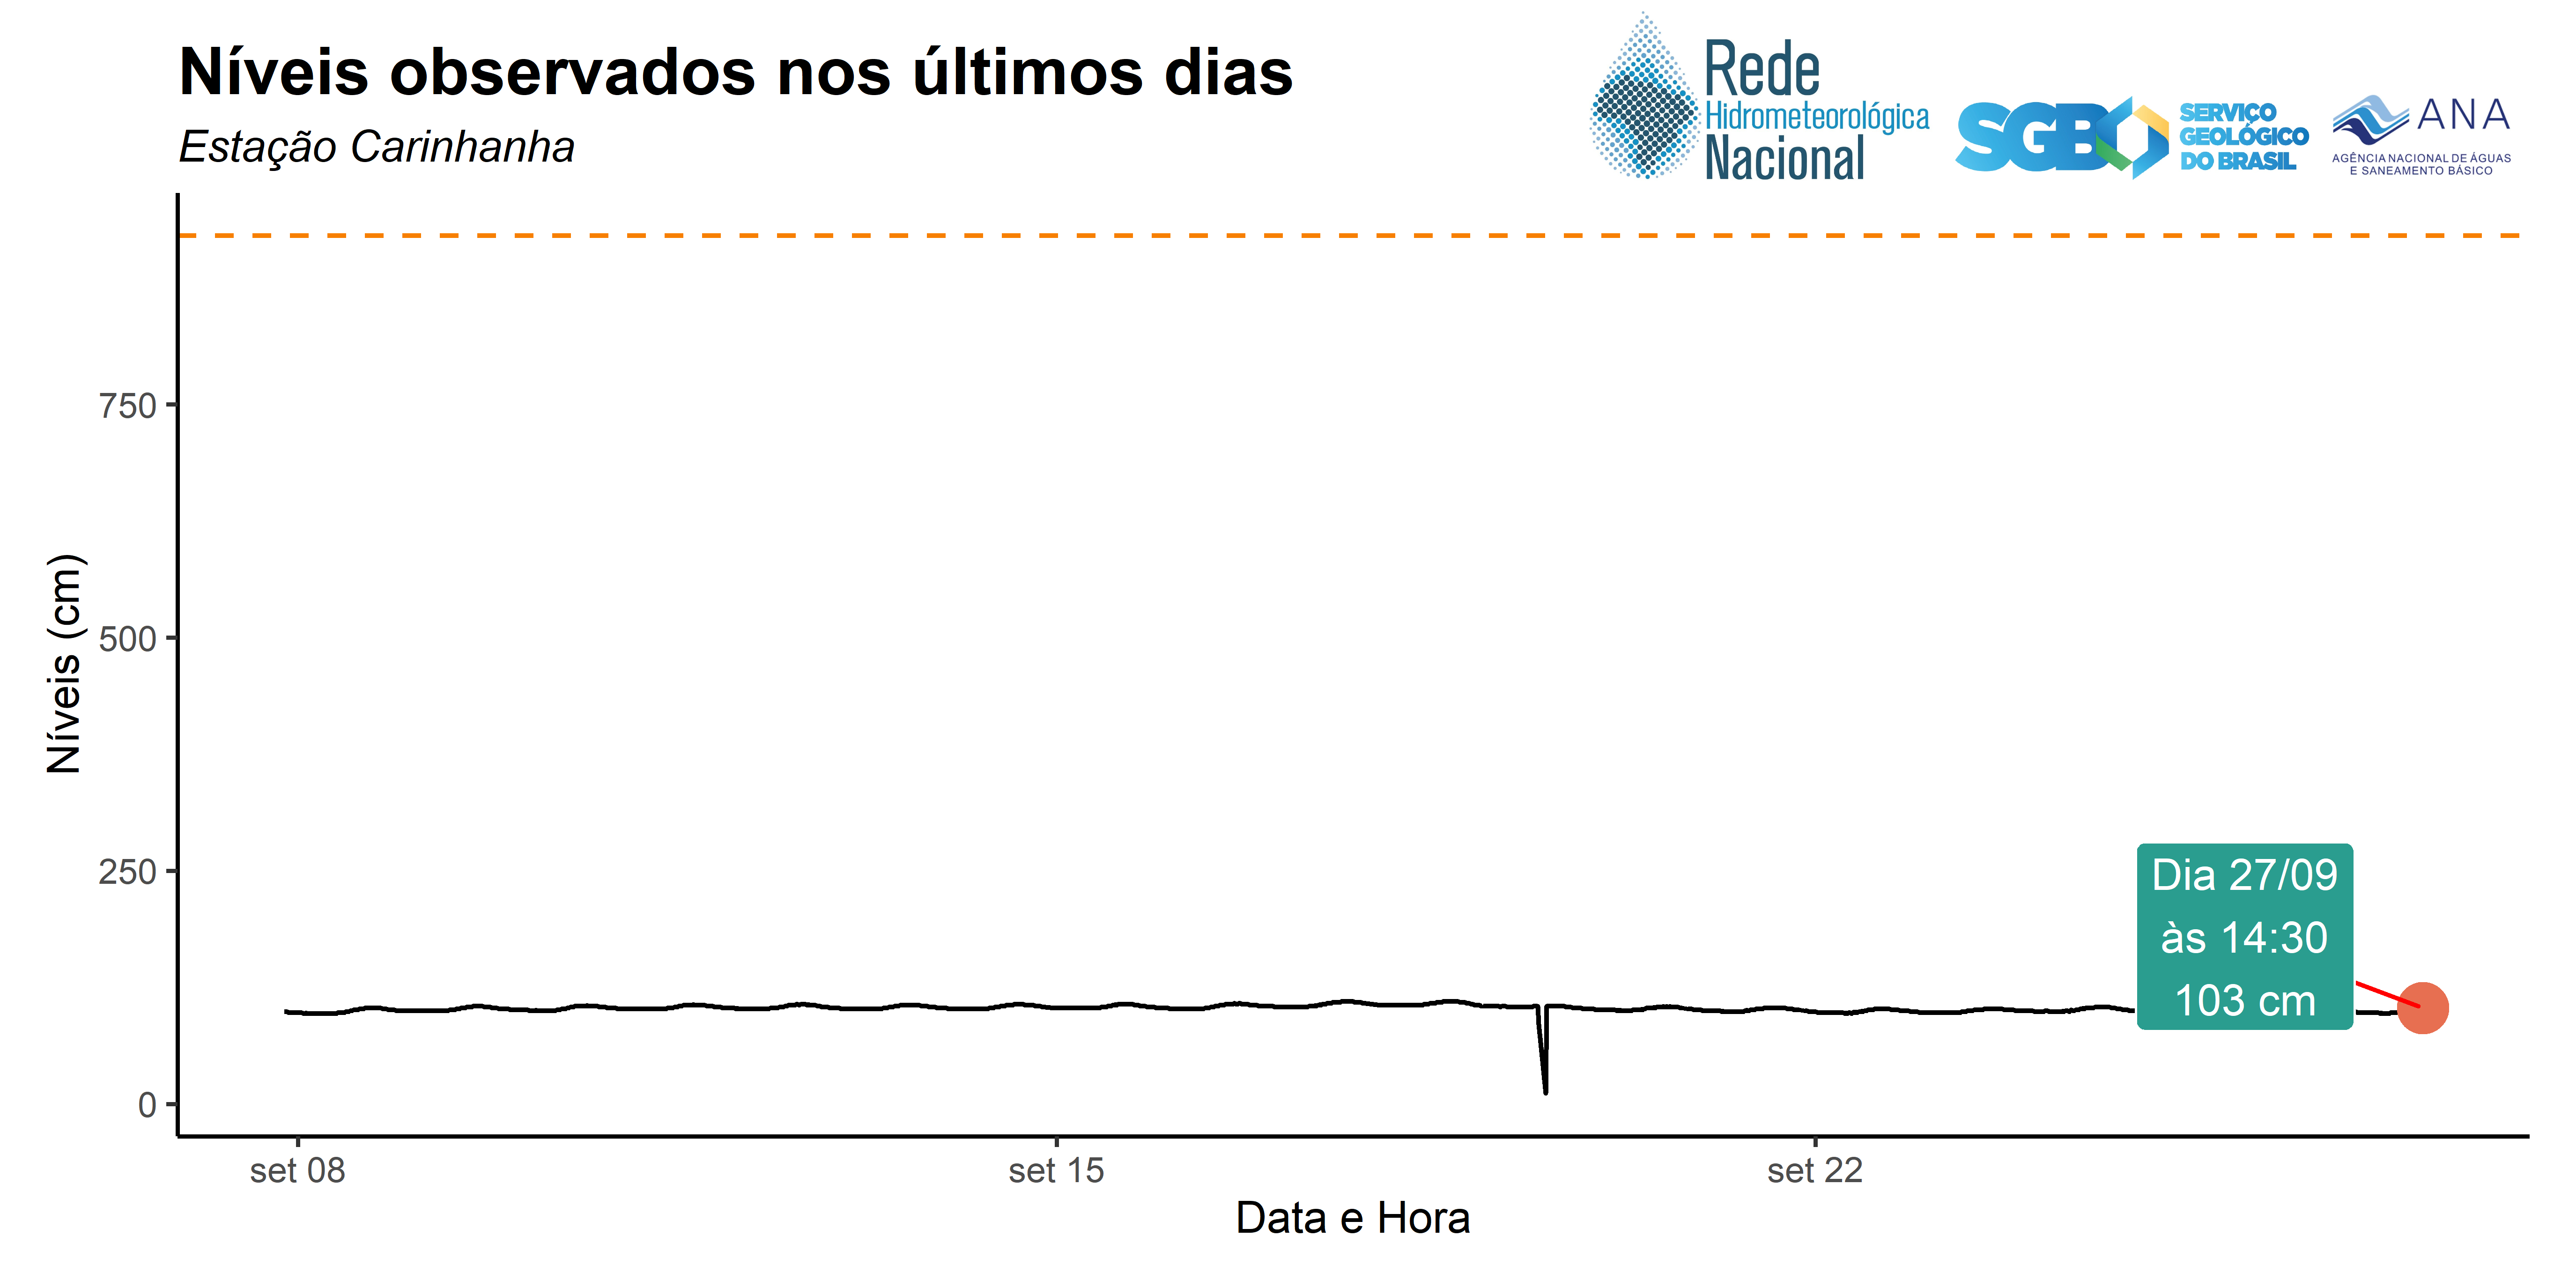 Níveis observados nos últimos dias
Estação Carinhanha
Rede
Hidrometeorológica
Nacional
SGB
SERVIÇO
GEOLÓGICO
DO BRASIL
ANA
AGÊNCIA NACIONAL DE ÁGUAS
E SANEAMENTO BÁSICO
Níveis (cm)
750
500
250
0
Dia 27/09
às 14:30
103 cm
set 08
set 15
set 22
Data e Hora